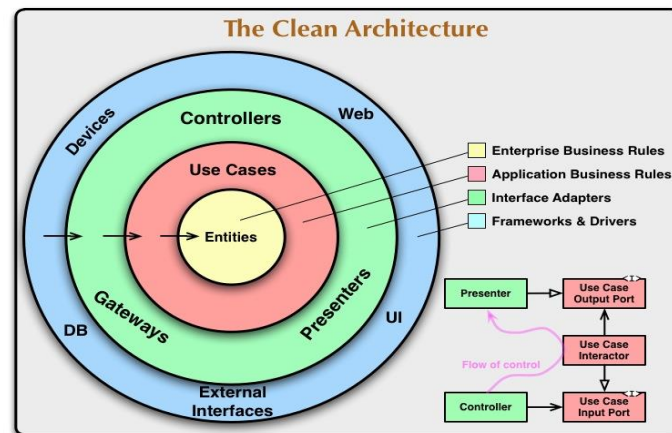 The Clean Architecture
Devices
Web
Controllers
Use Cases
Entities
Gateways
Presenters
DB
UI
External
Interfaces
Enterprise Business Rules
Application Business Rules
Interface Adapters
Frameworks & Drivers
Presenter
<I>
Use Case
Output Port
Use Case
Interactor
Flow of control
Controller
<I>
Use Case
Input Port